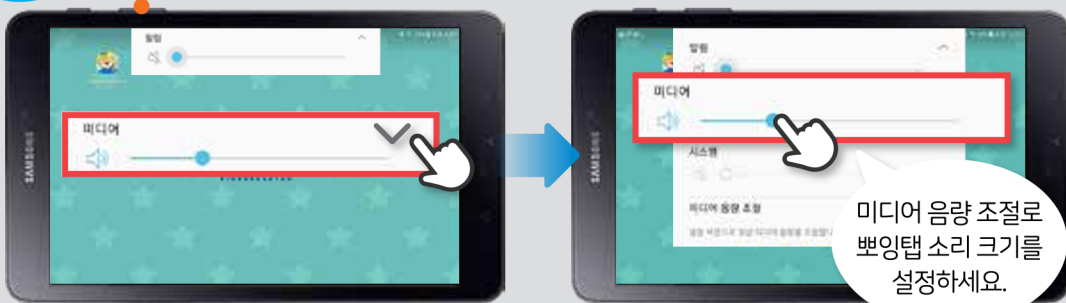 SAMSUNG
알림
미디어
SAMSUNG
알림
미디어
시스템
미디어 음량 조절
미디어 음량 조절로
뽀잉탭 소리 크기를
설정하세요.